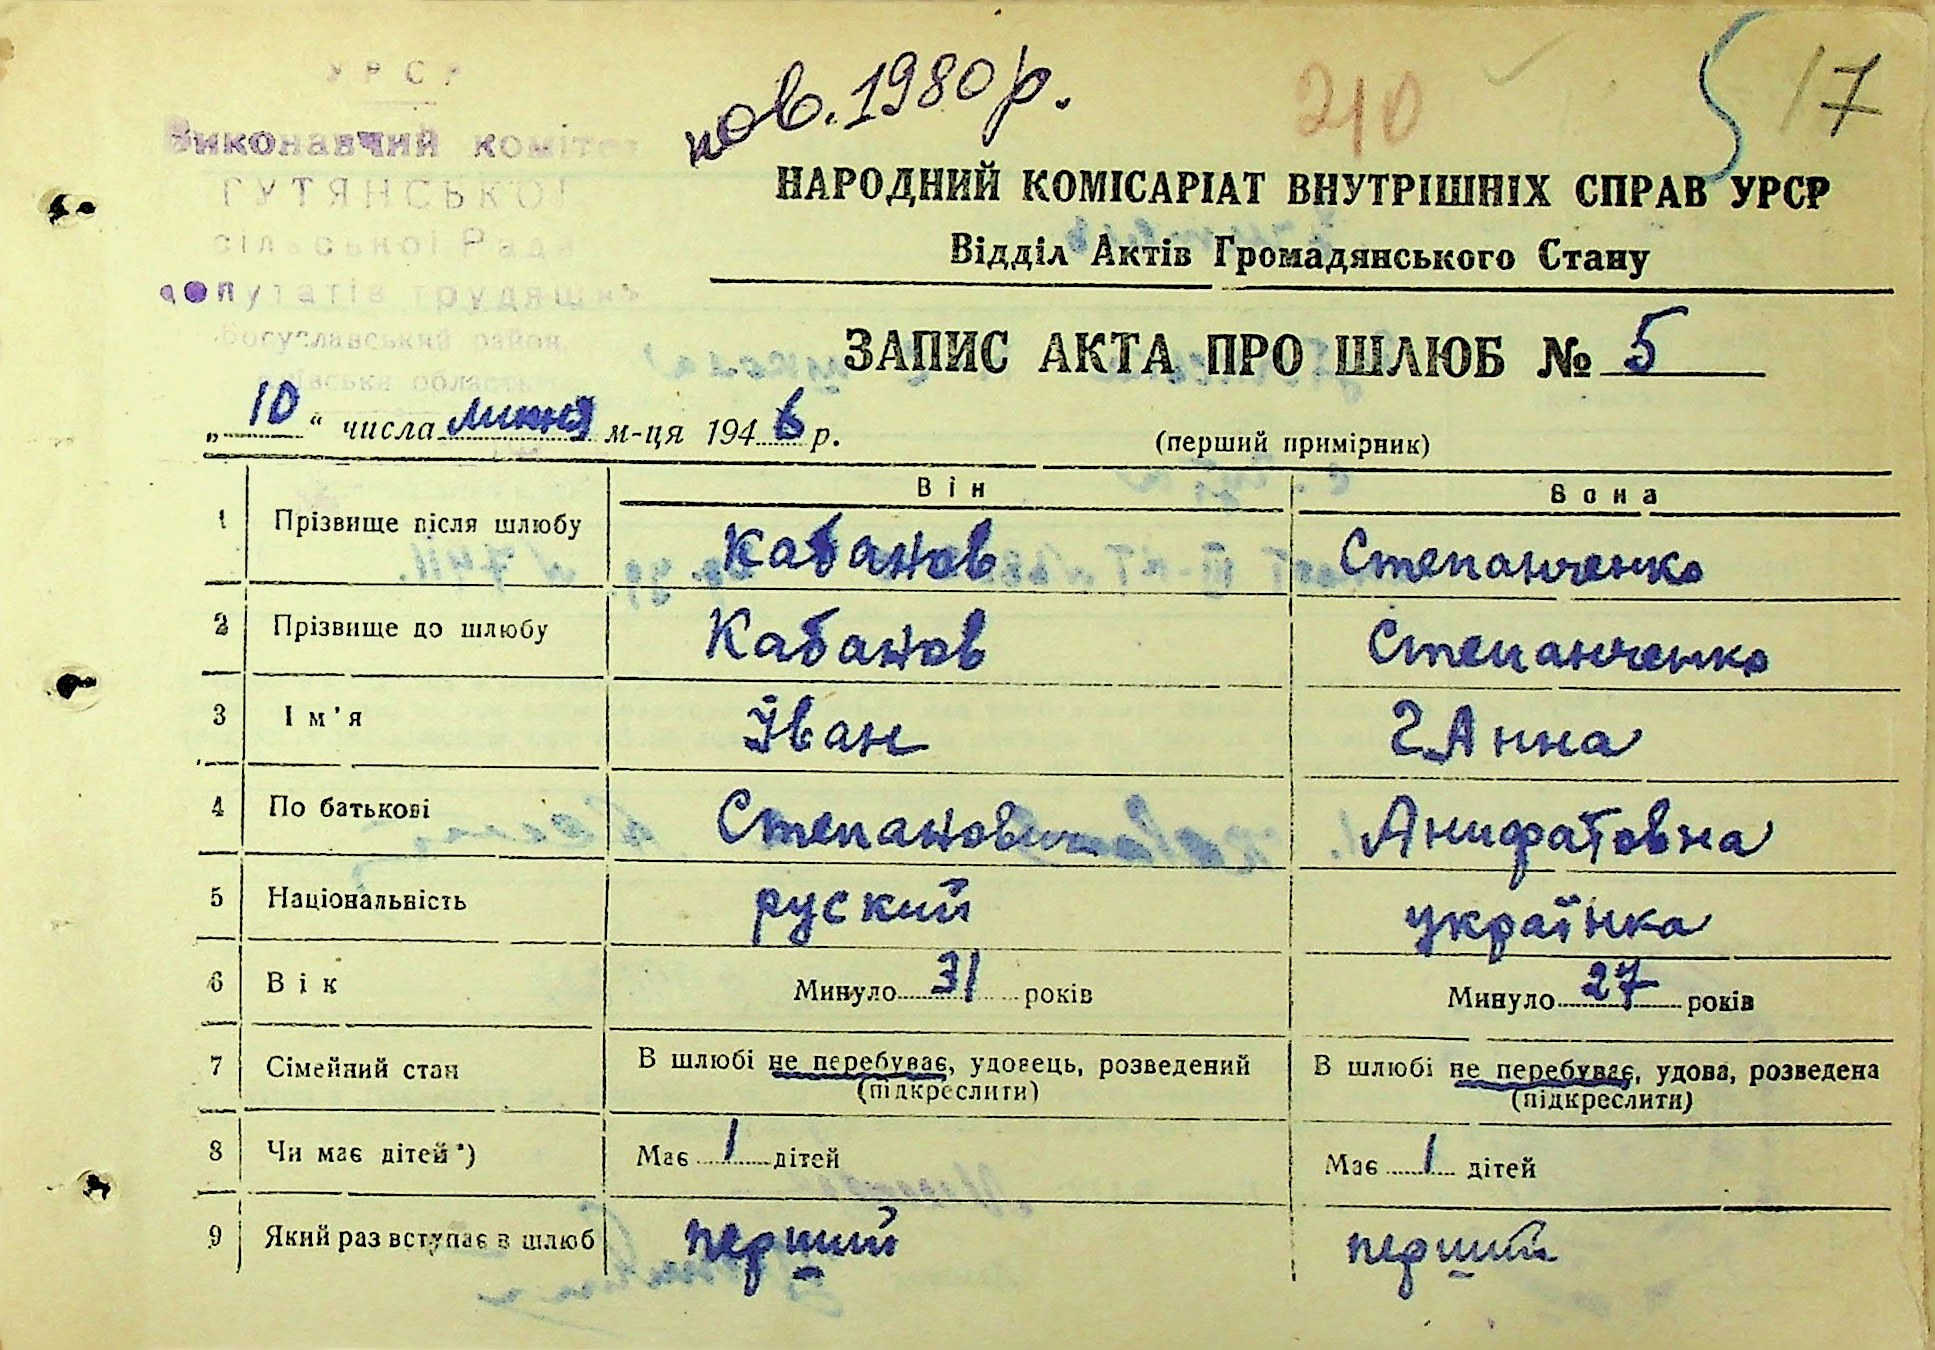 УРСР
Виконавчий комітет
ГУТЯНСЬКОЇ
сільської Ради
депутатів трудящих
Богуславський район,
Київська область
пов. 1980 р.
210
5
17
НАРОДНИЙ КОМІСАРІАТ ВНУТРІШНІХ СПРАВ УРСР
Відділ Актів Громадянського Стану
ЗАПИС АКТА ПРО ШЛЮБ № 5
„10“ числа липня м-ця 1946 р. (перший примірник)
Він Вона
1 Прізвище після шлюбу Кабанов Степанченко
2 Прізвище до шлюбу Кабанов Степанченко
3 Ім'я Іван ГАнна
4 По батькові Степанович Анифатовна
5 Національність руский українка
6 Вік Минуло 31 років Минуло 27 років
7 Сімейний стан В шлюбі не перебуває, удовець, розведений В шлюбі не перебуває, удова, розведена
(підкреслити) (підкреслити)
8 Чи має дітей*) Має 1 дітей Має 1 дітей
9 Який раз вступає в шлюб перший перший